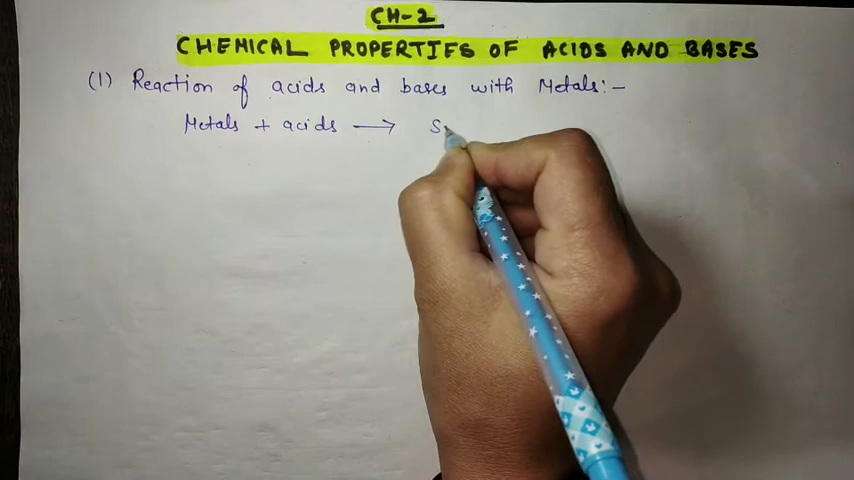 CH-2
CHEMICAL PROPERTIES OF ACIDS AND BASES
(1) Reaction of acids and bases with Metals:-
Metals + acids ⟶ S